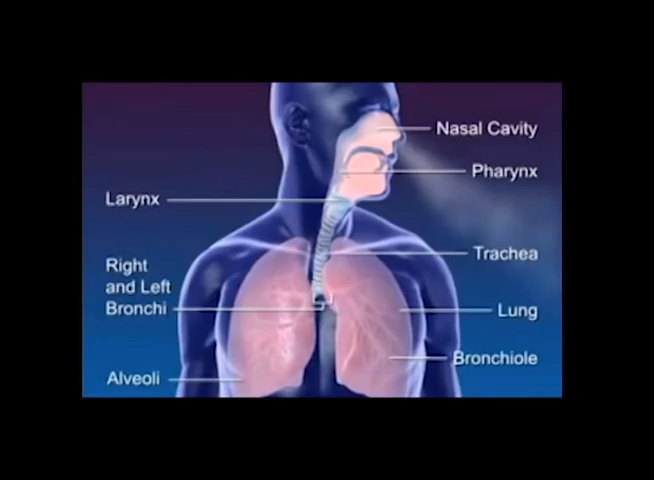 Nasal Cavity
Pharynx
Larynx
Trachea
Right
and Left
Bronchi
Lung
Bronchiole
Alveoli